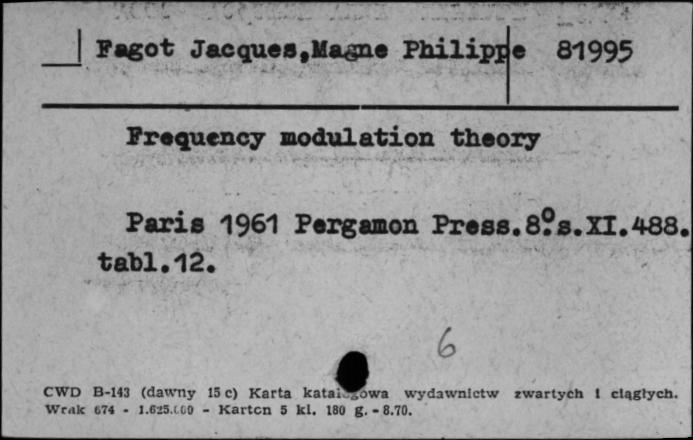 Fagot Jacques,Magne Philippe 81995
Frequency modulation theory
Paris 1961 Pergamon Press.8°.s.XI.488.
tabl.12.
6
CWD B-143 (dawny 15 c) Karta katalogowa wydawnictw zwartych i ciągłych.
Wrak 674 - 1.625.000 - Karton 5 kl. 180 g. - 8.70.